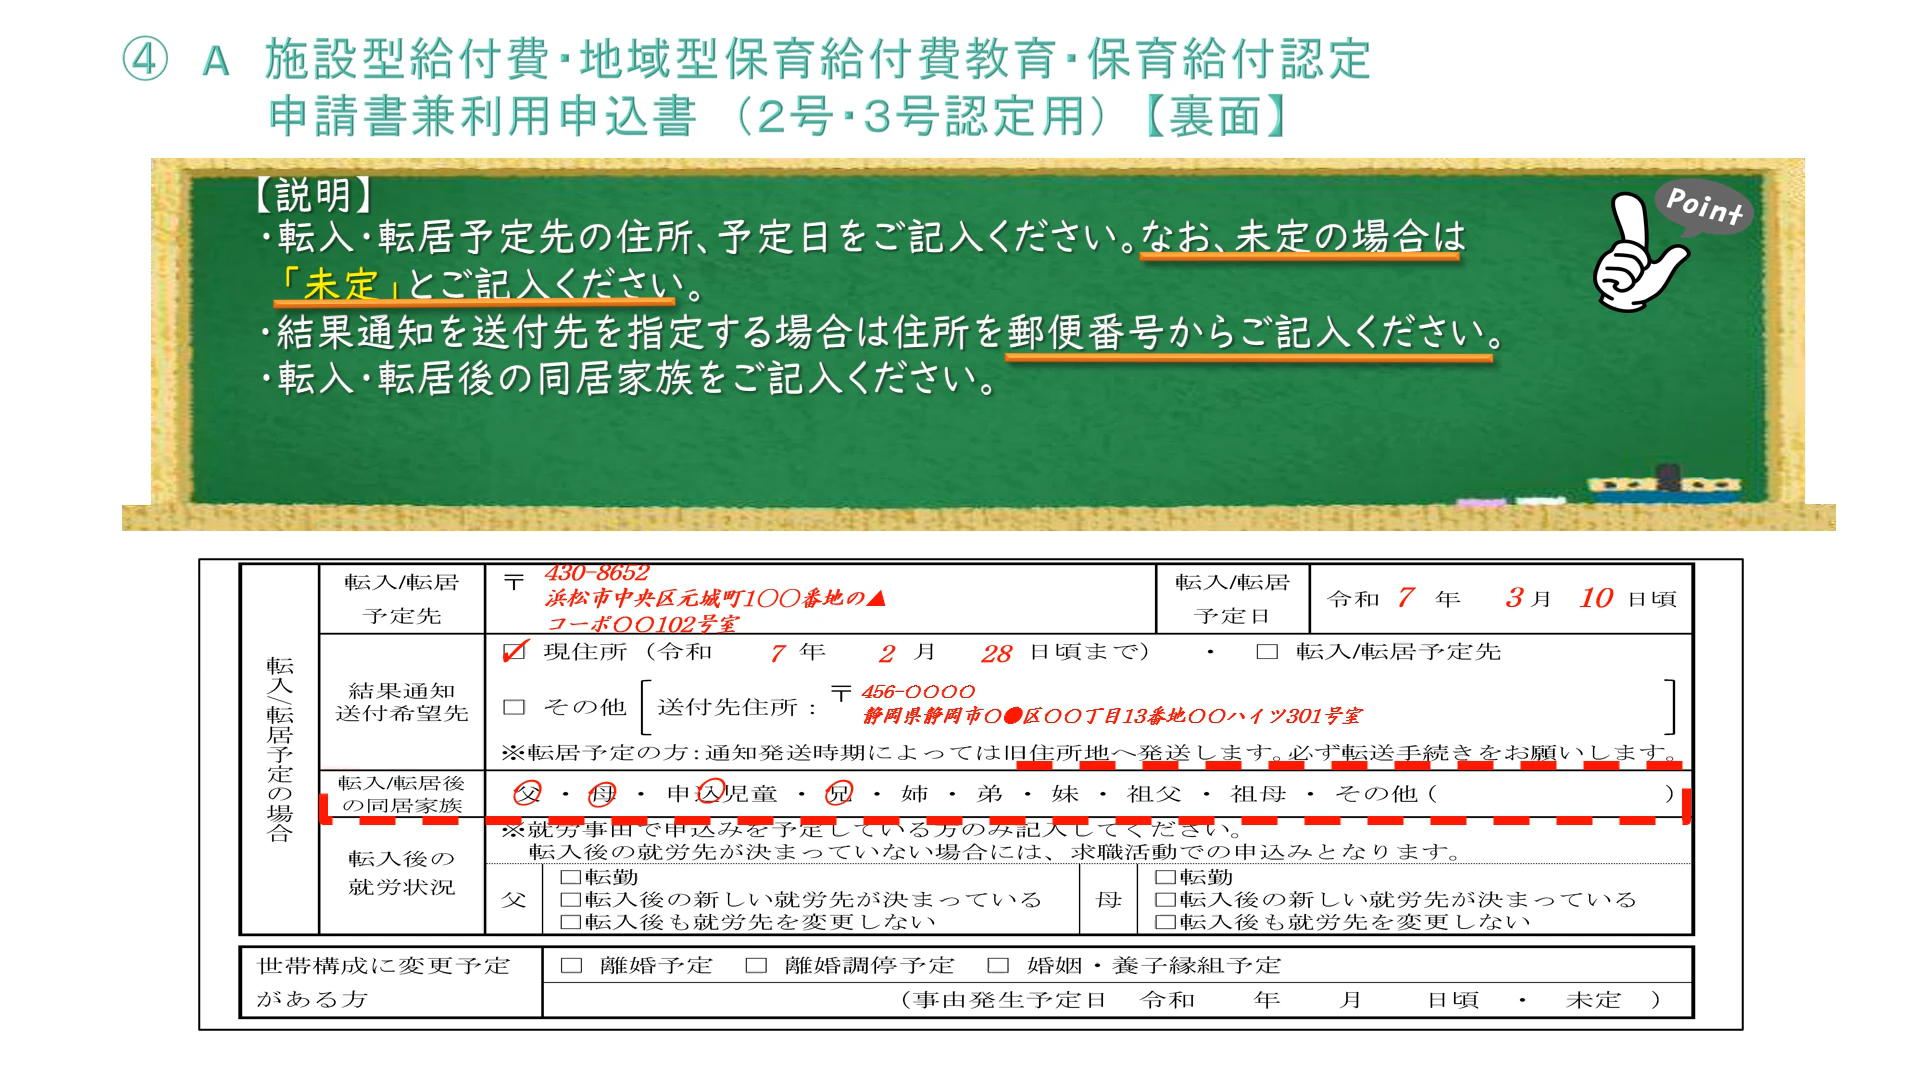 ④ A 施設型給付費・地域型保育給付費教育・保育給付認定
申請書兼利用申込書 （2号・3号認定用）【裏面】
【説明】
・転入・転居予定先の住所、予定日をご記入ください。なお、未定の場合は
「未定」とご記入ください。
・結果通知を送付先を指定する場合は住所を郵便番号からご記入ください。
・転入・転居後の同居家族をご記入ください。
Point
転入/転居予定の場合
転入/転居
予定先
〒 430-8652
浜松市中央区元城町1〇〇番地の▲
コーポ〇〇102号室
転入/転居
予定日
令和 7 年 3 月 10 日頃
結果通知
送付希望先
☑ 現住所（令和 7 年 2 月 28 日頃まで） ・ □ 転入/転居予定先
□ その他 [ 送付先住所： 〒 456-〇〇〇〇
静岡県静岡市〇●区〇〇丁目13番地〇〇ハイツ301号室 ]
※転居予定の方：通知発送時期によっては旧住所地へ発送します。必ず転送手続きをお願いします。
転入/転居後
の同居家族
父 ・ 母 ・ 申込児童 ・ 兄 ・ 姉 ・ 弟 ・ 妹 ・ 祖父 ・ 祖母 ・ その他（ ）
転入後の
就労状況
※就労事由で申込みを予定している方のみ記入してください。
転入後の就労先が決まっていない場合には、求職活動での申込みとなります。
父
□転勤
□転入後の新しい就労先が決まっている
□転入後も就労先を変更しない
母
□転勤
□転入後の新しい就労先が決まっている
□転入後も就労先を変更しない
世帯構成に変更予定
がある方
□ 離婚予定 □ 離婚調停予定 □ 婚姻・養子縁組予定
（事由発生予定日 令和 年 月 日頃 ・ 未定 ）